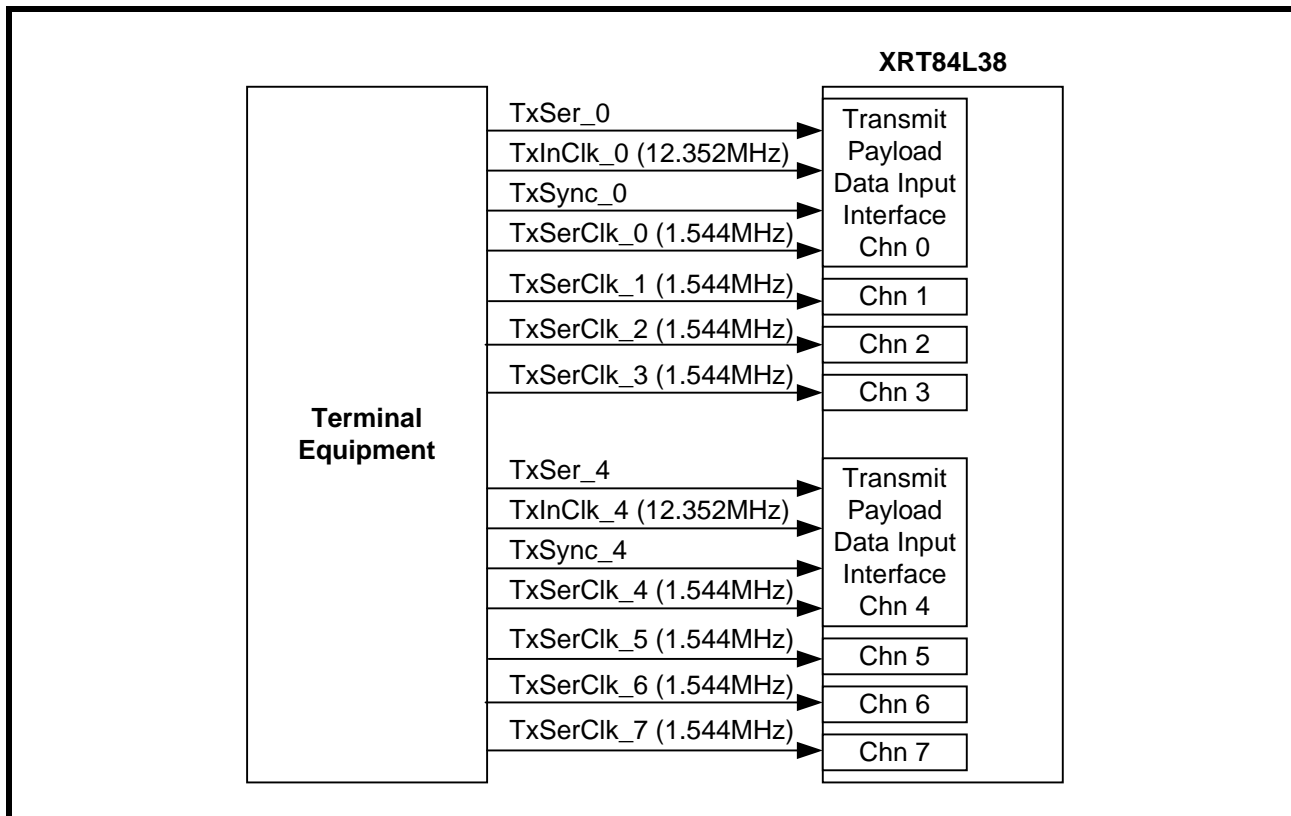 XRT84L38
Terminal
Equipment
TxSer_0
TxInClk_0 (12.352MHz)
TxSync_0
TxSerClk_0 (1.544MHz)
TxSerClk_1 (1.544MHz)
TxSerClk_2 (1.544MHz)
TxSerClk_3 (1.544MHz)
TxSer_4
TxInClk_4 (12.352MHz)
TxSync_4
TxSerClk_4 (1.544MHz)
TxSerClk_5 (1.544MHz)
TxSerClk_6 (1.544MHz)
TxSerClk_7 (1.544MHz)
Transmit
Payload
Data Input
Interface
Chn 0
Chn 1
Chn 2
Chn 3
Transmit
Payload
Data Input
Interface
Chn 4
Chn 5
Chn 6
Chn 7